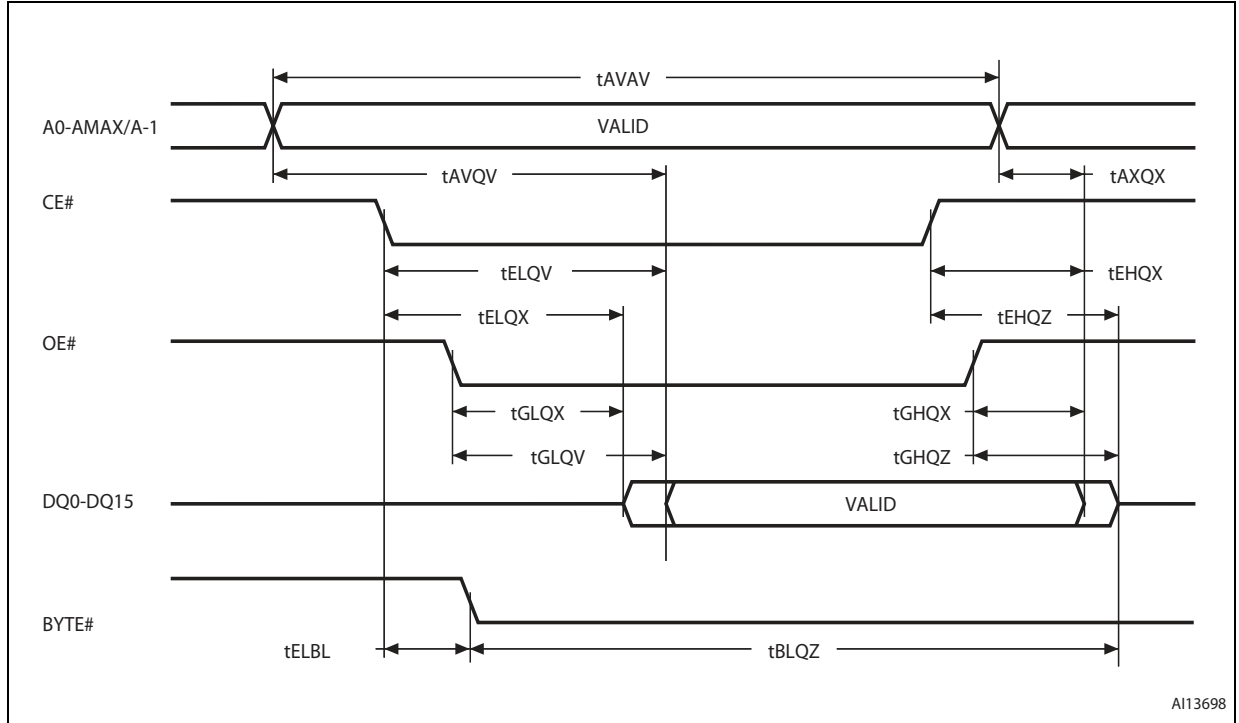 tAVAV
A0-AMAX/A-1
VALID
tAVQV
tAXQX
CE#
tELQV
tEHQX
tELQX
tEHQZ
OE#
tGLQX
tGHQX
tGLQV
tGHQZ
DQ0-DQ15
VALID
BYTE#
tELBL
tBLQZ
AI13698